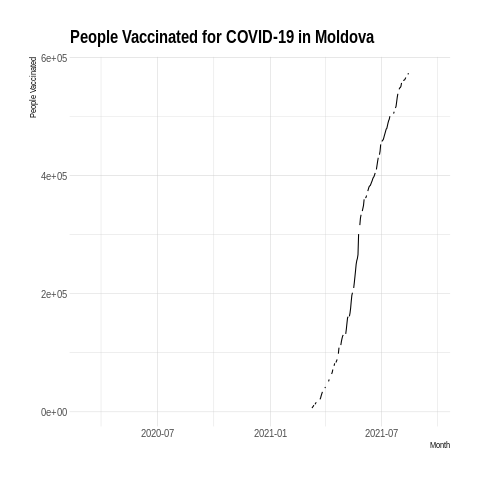 People Vaccinated for COVID-19 in Moldova
People Vaccinated
6e+05
4e+05
2e+05
0e+00
2020-07
2021-01
2021-07
Month